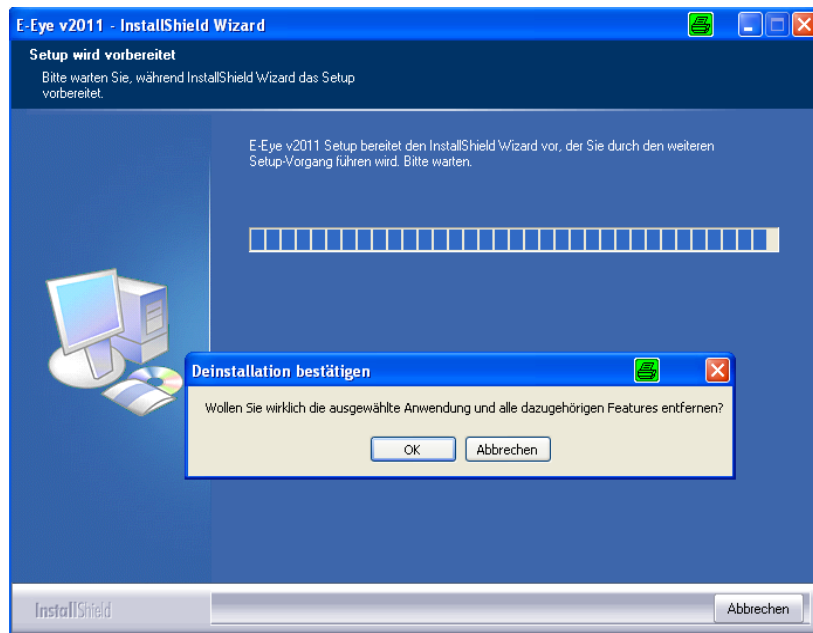 E-Eye v2011 - InstallShield Wizard
Setup wird vorbereitet
Bitte warten Sie, während InstallShield Wizard das Setup
vorbereitet.
E-Eye v2011 Setup bereitet den InstallShield Wizard vor, der Sie durch den weiteren
Setup-Vorgang führen wird. Bitte warten.
Deinstallation bestätigen
Wollen Sie wirklich die ausgewählte Anwendung und alle dazugehörigen Features entfernen?
OK
Abbrechen
InstallShield
Abbrechen